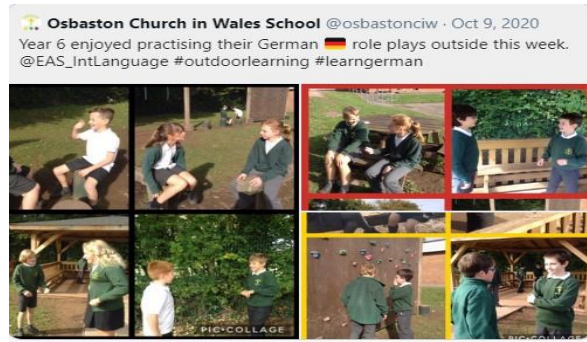 Osbaston Church in Wales School @osbastonciw · Oct 9, 2020
Year 6 enjoyed practising their German 🇩🇪 role plays outside this week.
@EAS_IntLanguage #outdoorlearning #learngerman
PIC•COLLAGE
PIC•COLLAGE